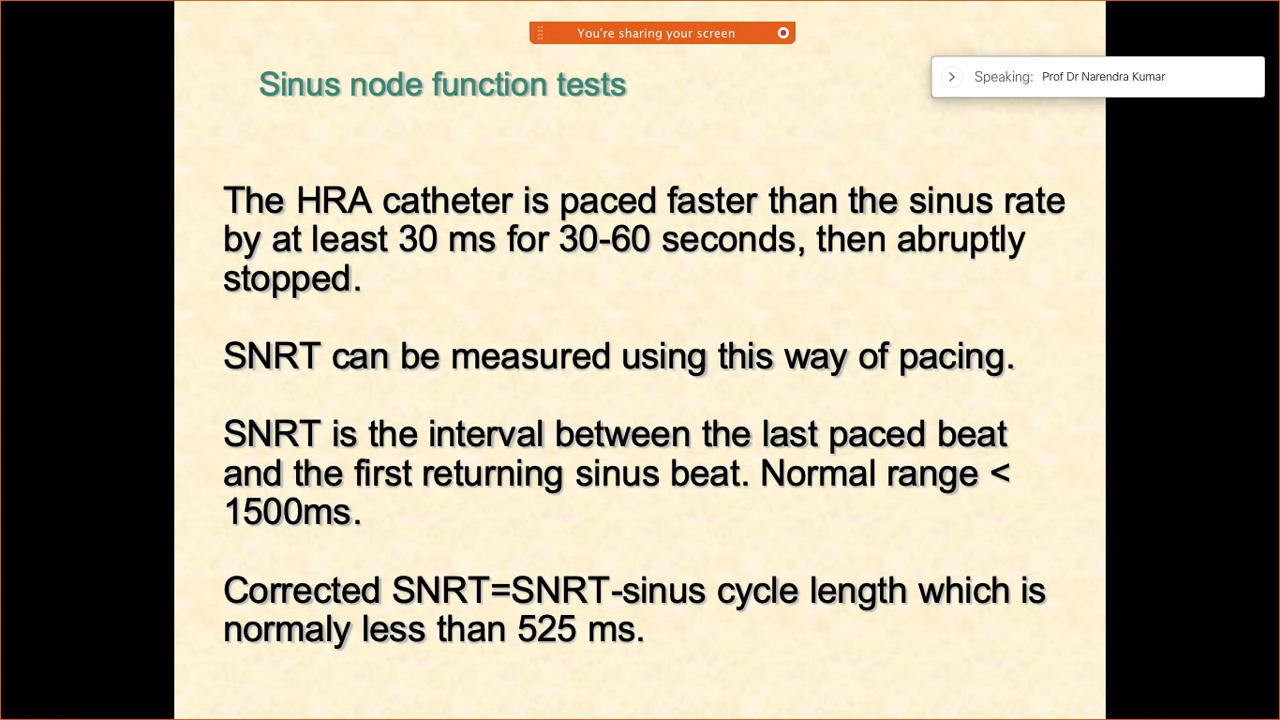 You're sharing your screen
Speaking: Prof Dr Narendra Kumar
Sinus node function tests
The HRA catheter is paced faster than the sinus rate
by at least 30 ms for 30-60 seconds, then abruptly
stopped.
SNRT can be measured using this way of pacing.
SNRT is the interval between the last paced beat
and the first returning sinus beat. Normal range <
1500ms.
Corrected SNRT=SNRT-sinus cycle length which is
normaly less than 525 ms.